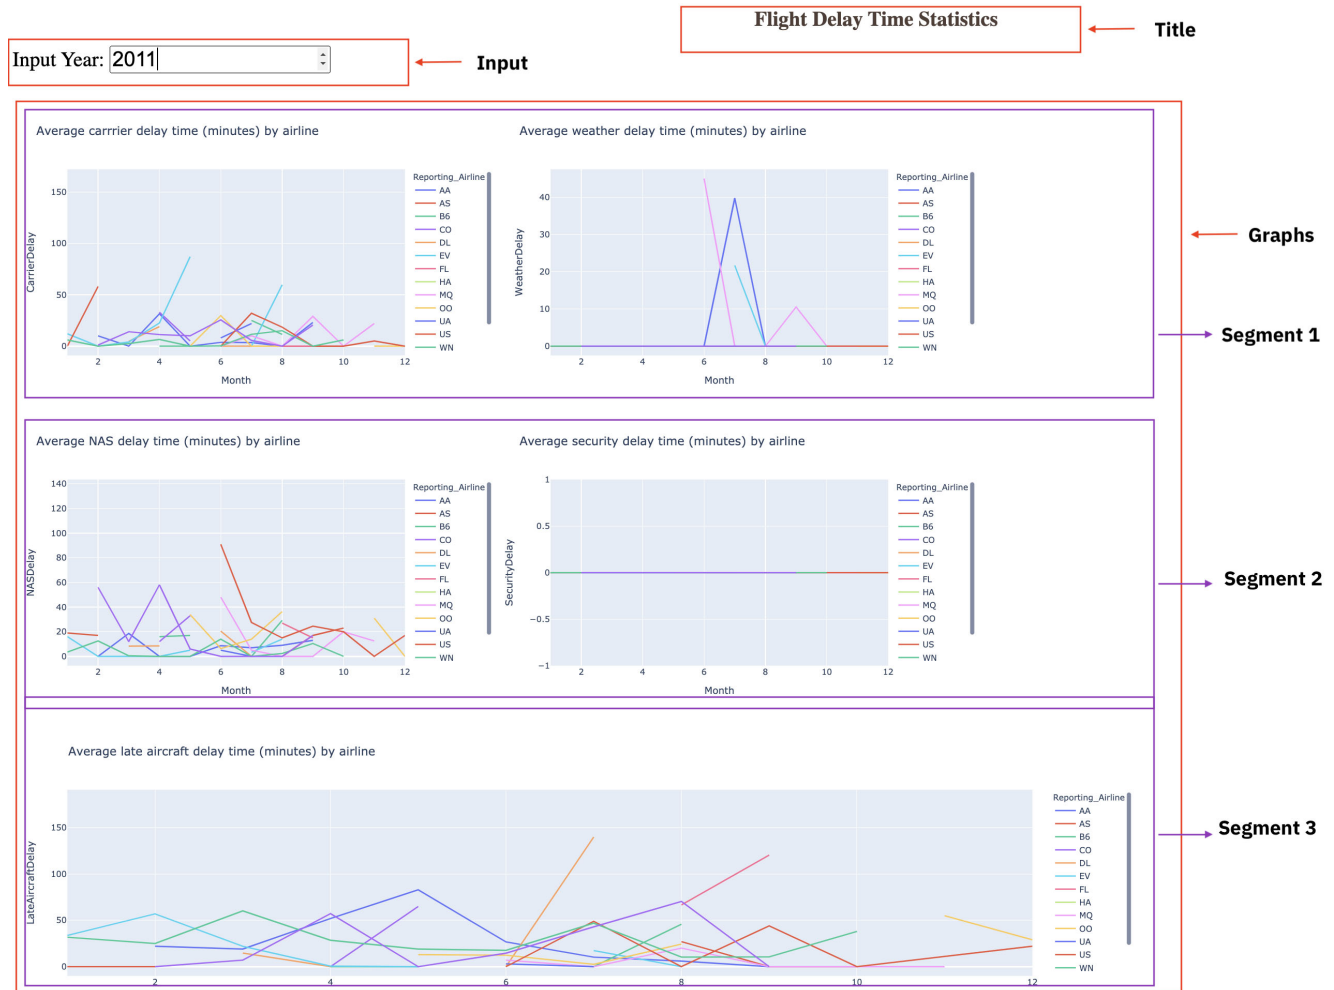 Flight Delay Time Statistics
Title
Input Year: 2011
Input
Average carrrier delay time (minutes) by airline
Average weather delay time (minutes) by airline
CarrierDelay
150
100
50
0
2
4
6
8
10
12
Month
Reporting_Airline
AA
AS
B6
CO
DL
EV
FL
HA
MQ
OO
UA
US
WN
WeatherDelay
40
30
20
10
0
2
4
6
8
10
12
Month
Reporting_Airline
AA
AS
B6
CO
DL
EV
FL
HA
MQ
OO
UA
US
WN
Graphs
Segment 1
Average NAS delay time (minutes) by airline
Average security delay time (minutes) by airline
NASDelay
140
120
100
80
60
40
20
0
2
4
6
8
10
12
Month
Reporting_Airline
AA
AS
B6
CO
DL
EV
FL
HA
MQ
OO
UA
US
WN
SecurityDelay
1
0.5
0
−0.5
−1
2
4
6
8
10
12
Month
Reporting_Airline
AA
AS
B6
CO
DL
EV
FL
HA
MQ
OO
UA
US
WN
Segment 2
Average late aircraft delay time (minutes) by airline
LateAircraftDelay
150
100
50
0
2
4
6
8
10
12
Reporting_Airline
AA
AS
B6
CO
DL
EV
FL
HA
MQ
OO
UA
US
WN
Segment 3